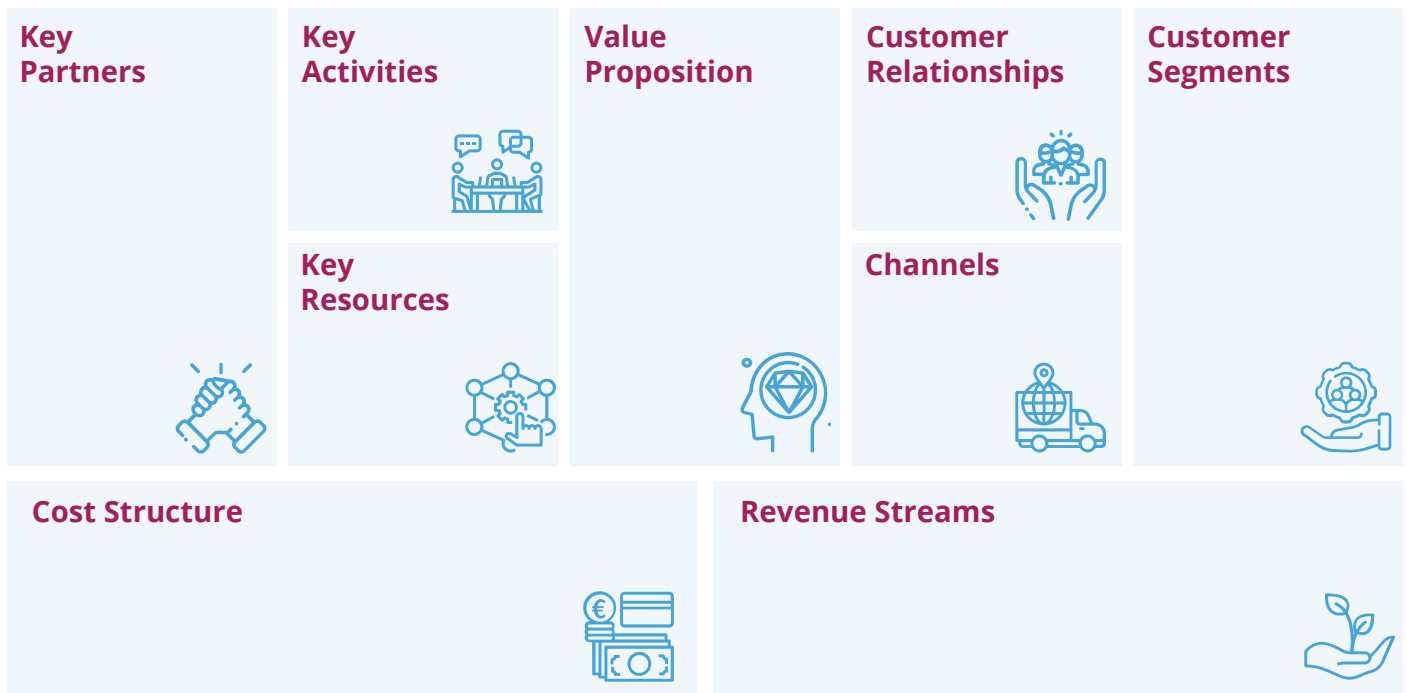 Key
Partners
Key
Activities
Key
Resources
Value
Proposition
Customer
Relationships
Channels
Customer
Segments
Cost Structure
€
Revenue Streams